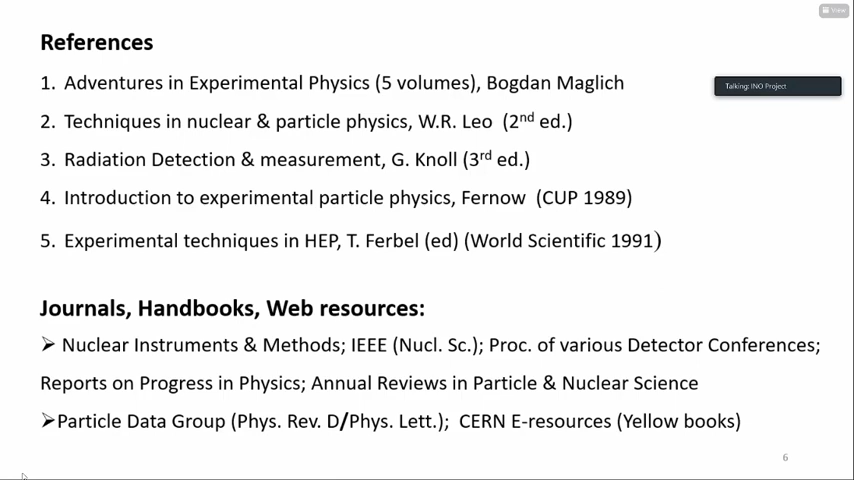 View
References
1. Adventures in Experimental Physics (5 volumes), Bogdan Maglich
Talking: INO Project
2. Techniques in nuclear & particle physics, W.R. Leo (2nd ed.)
3. Radiation Detection & measurement, G. Knoll (3rd ed.)
4. Introduction to experimental particle physics, Fernow (CUP 1989)
5. Experimental techniques in HEP, T. Ferbel (ed) (World Scientific 1991)
Journals, Handbooks, Web resources:
➢ Nuclear Instruments & Methods; IEEE (Nucl. Sc.); Proc. of various Detector Conferences;
Reports on Progress in Physics; Annual Reviews in Particle & Nuclear Science
➢Particle Data Group (Phys. Rev. D/Phys. Lett.); CERN E-resources (Yellow books)
6